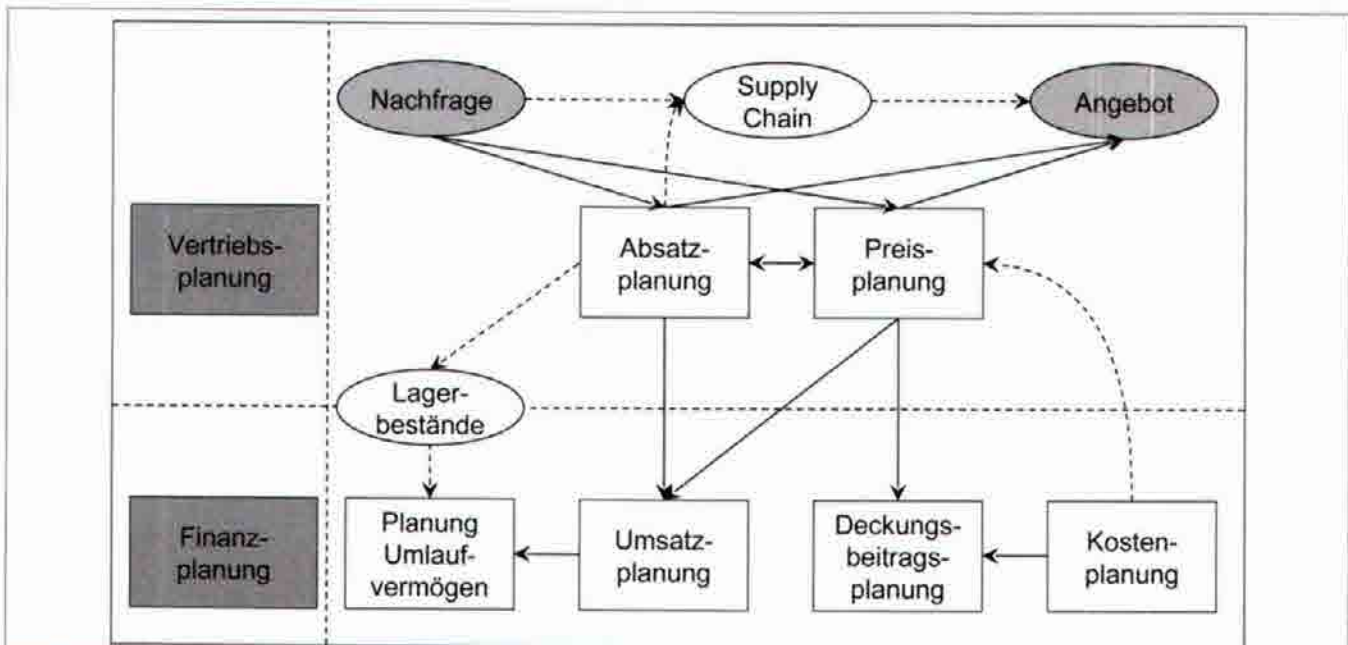 Nachfrage
Supply
Chain
Angebot
Vertriebs-
planung
Absatz-
planung
Preis-
planung
Lager-
bestände
Finanz-
planung
Planung
Umlauf-
vermögen
Umsatz-
planung
Deckungs-
beitrags-
planung
Kosten-
planung